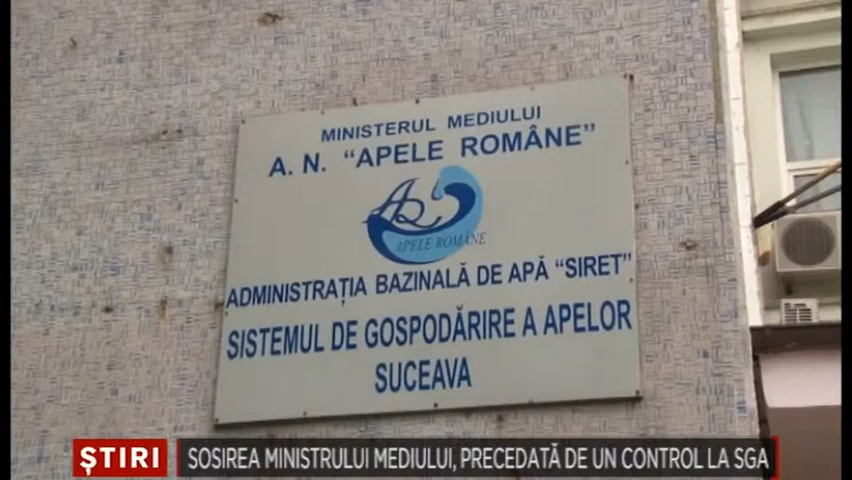 MINISTERUL MEDIULUI
A. N. “APELE ROMÂNE”
APELE ROMÂNE
ADMINISTRAȚIA BAZINALĂ DE APĂ “SIRET”
SISTEMUL DE GOSPODĂRIRE A APELOR
SUCEAVA
ȘTIRI
SOSIREA MINISTRULUI MEDIULUI, PRECEDATĂ DE UN CONTROL LA SGA